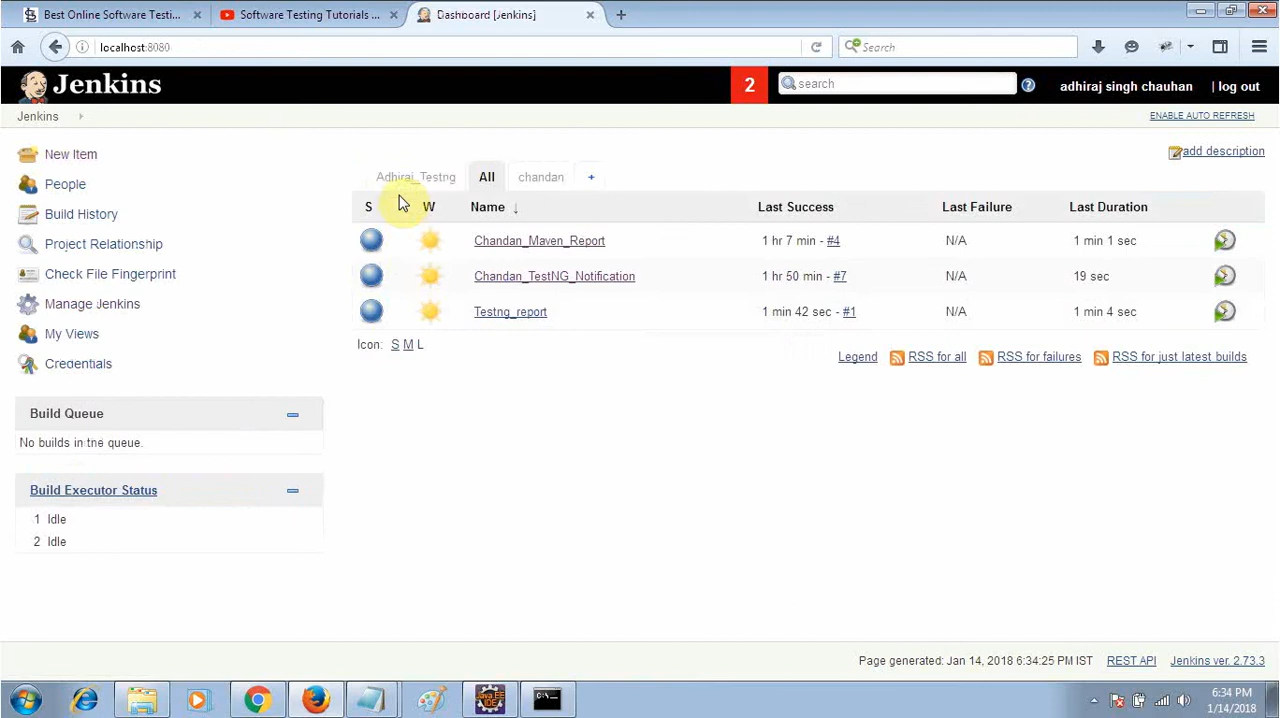 Best Online Software Testi...
Software Testing Tutorials ...
Dashboard [Jenkins]
localhost:8080
Search
Jenkins
2
search
adhiraj singh chauhan
| log out
Jenkins
ENABLE AUTO REFRESH
New Item
People
Build History
Project Relationship
Check File Fingerprint
Manage Jenkins
My Views
Credentials
Build Queue
No builds in the queue.
Build Executor Status
1 Idle
2 Idle
add description
Adhiraj_Testng All chandan +
S W Name ↓ Last Success Last Failure Last Duration
Chandan_Maven_Report 1 hr 7 min - #4 N/A 1 min 1 sec
Chandan_TestNG_Notification 1 hr 50 min - #7 N/A 19 sec
Testng_report 1 min 42 sec - #1 N/A 1 min 4 sec
Icon: S M L
Legend RSS for all RSS for failures RSS for just latest builds
Page generated: Jan 14, 2018 6:34:25 PM IST REST API Jenkins ver. 2.73.3
Java EE
IDE
C:\.
6:34 PM
1/14/2018